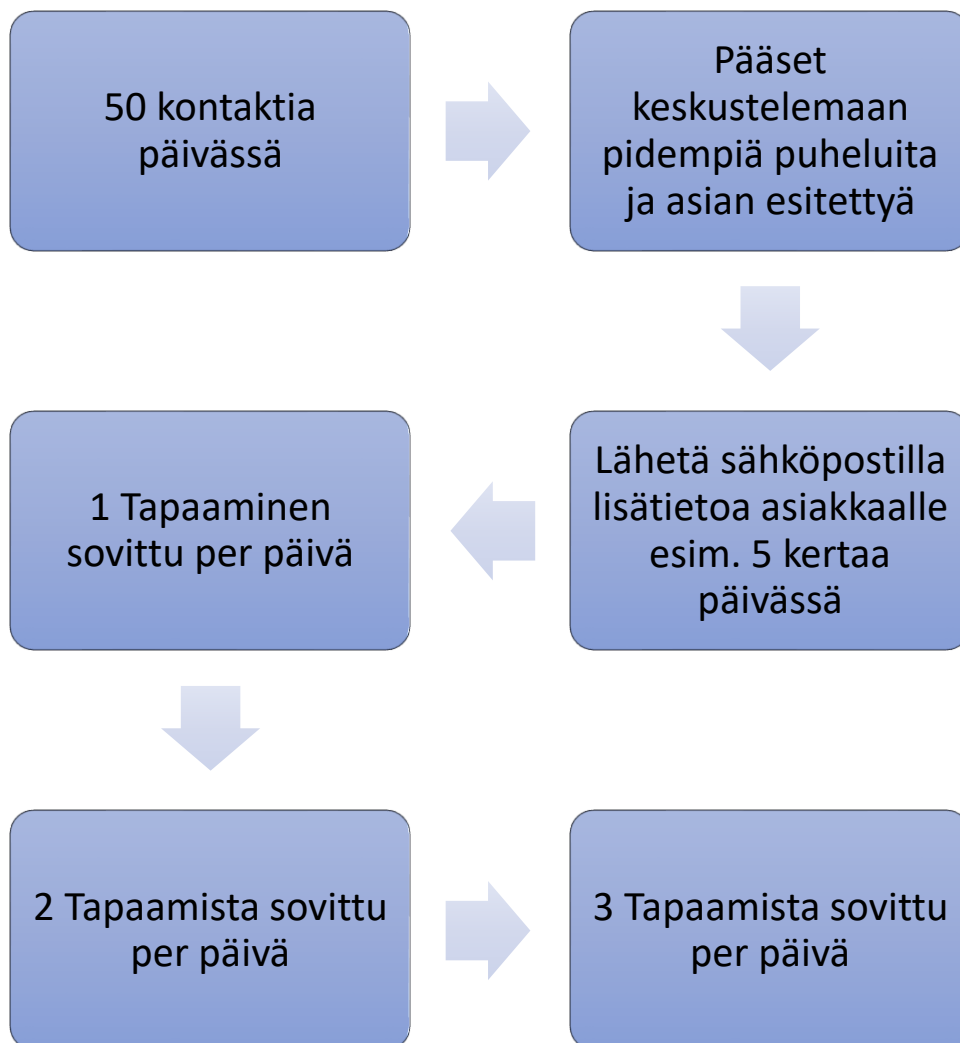 50 kontaktia
päivässä
Pääset
keskustelemaan
pidempiä puheluita
ja asian esitettyä
Lähetä sähköpostilla
lisätietoa asiakkaalle
esim. 5 kertaa
päivässä
1 Tapaaminen
sovittu per päivä
2 Tapaamista sovittu
per päivä
3 Tapaamista sovittu
per päivä